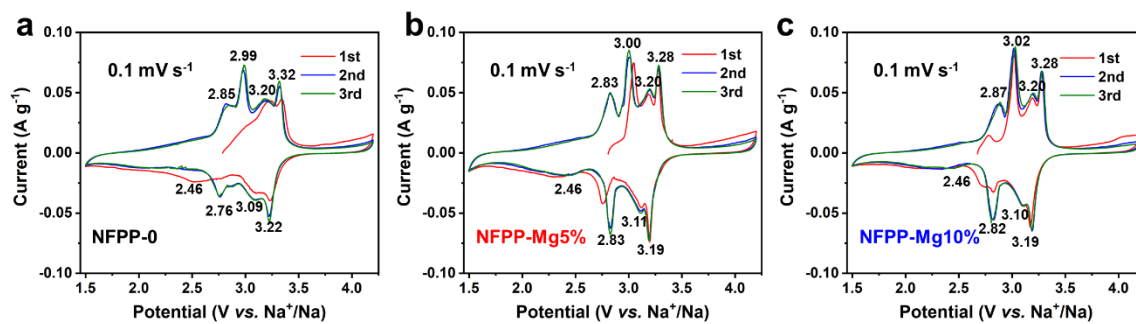 a
0.10
0.05
0.00
-0.05
-0.10
Current (A g⁻¹)
0.1 mV s⁻¹
1st
2nd
3rd
2.85
2.99
3.20
3.32
2.46
2.76
3.09
3.22
NFPP-0
1.5 2.0 2.5 3.0 3.5 4.0
Potential (V vs. Na⁺/Na)
b
0.10
0.05
0.00
-0.05
-0.10
Current (A g⁻¹)
0.1 mV s⁻¹
1st
2nd
3rd
2.83
3.00
3.20
3.28
2.46
2.83
3.11
3.19
NFPP-Mg5%
1.5 2.0 2.5 3.0 3.5 4.0
Potential (V vs. Na⁺/Na)
c
0.10
0.05
0.00
-0.05
-0.10
Current (A g⁻¹)
0.1 mV s⁻¹
1st
2nd
3rd
2.87
3.02
3.20
3.28
2.46
2.82
3.10
3.19
NFPP-Mg10%
1.5 2.0 2.5 3.0 3.5 4.0
Potential (V vs. Na⁺/Na)